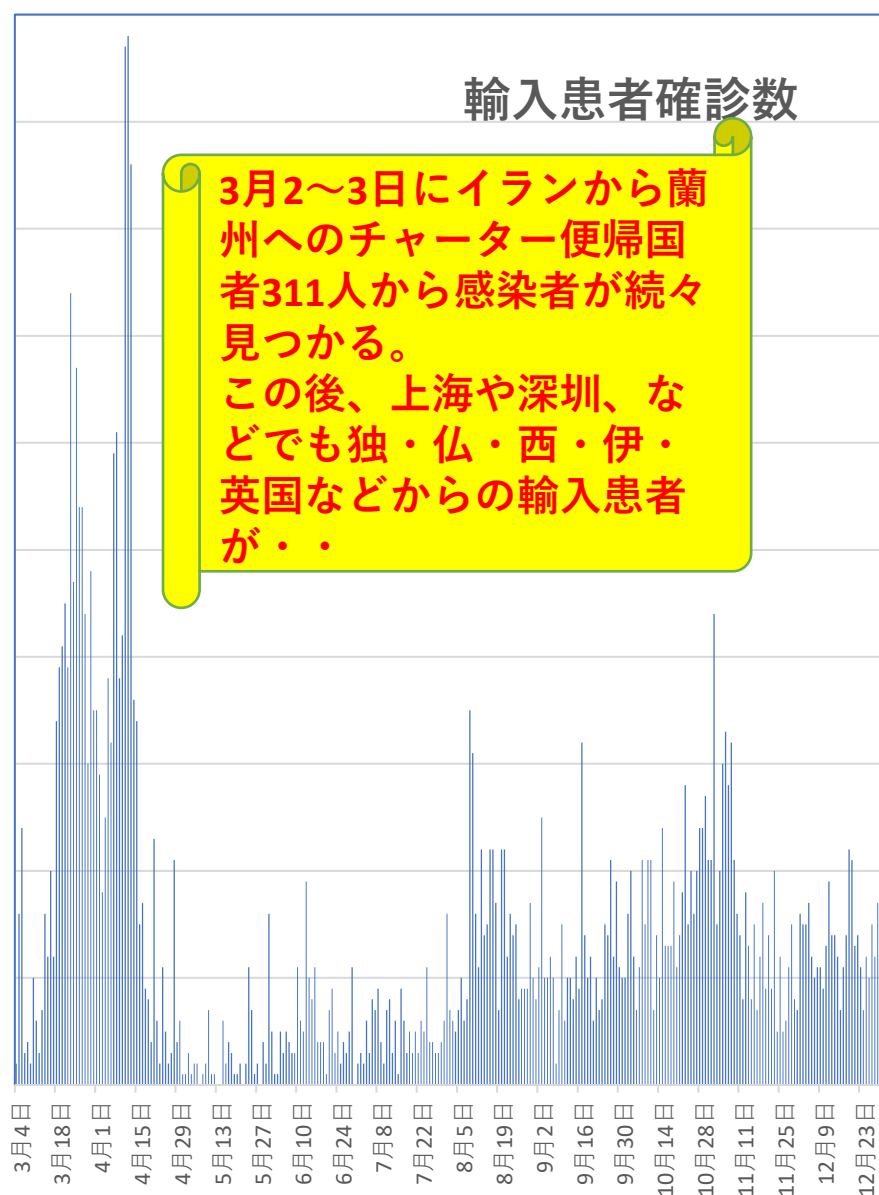 輸入患者確診数
3月2～3日にイランから蘭
州へのチャーター便帰国
者311人から感染者が続々
見つかる。
この後、上海や深圳、な
どでも独・仏・西・伊・
英国などからの輸入患者
が・・
3月4日
3月18日
4月1日
4月15日
4月29日
5月13日
5月27日
6月10日
6月24日
7月8日
7月22日
8月5日
8月19日
9月2日
9月16日
9月30日
10月14日
10月28日
11月11日
11月25日
12月9日
12月23日